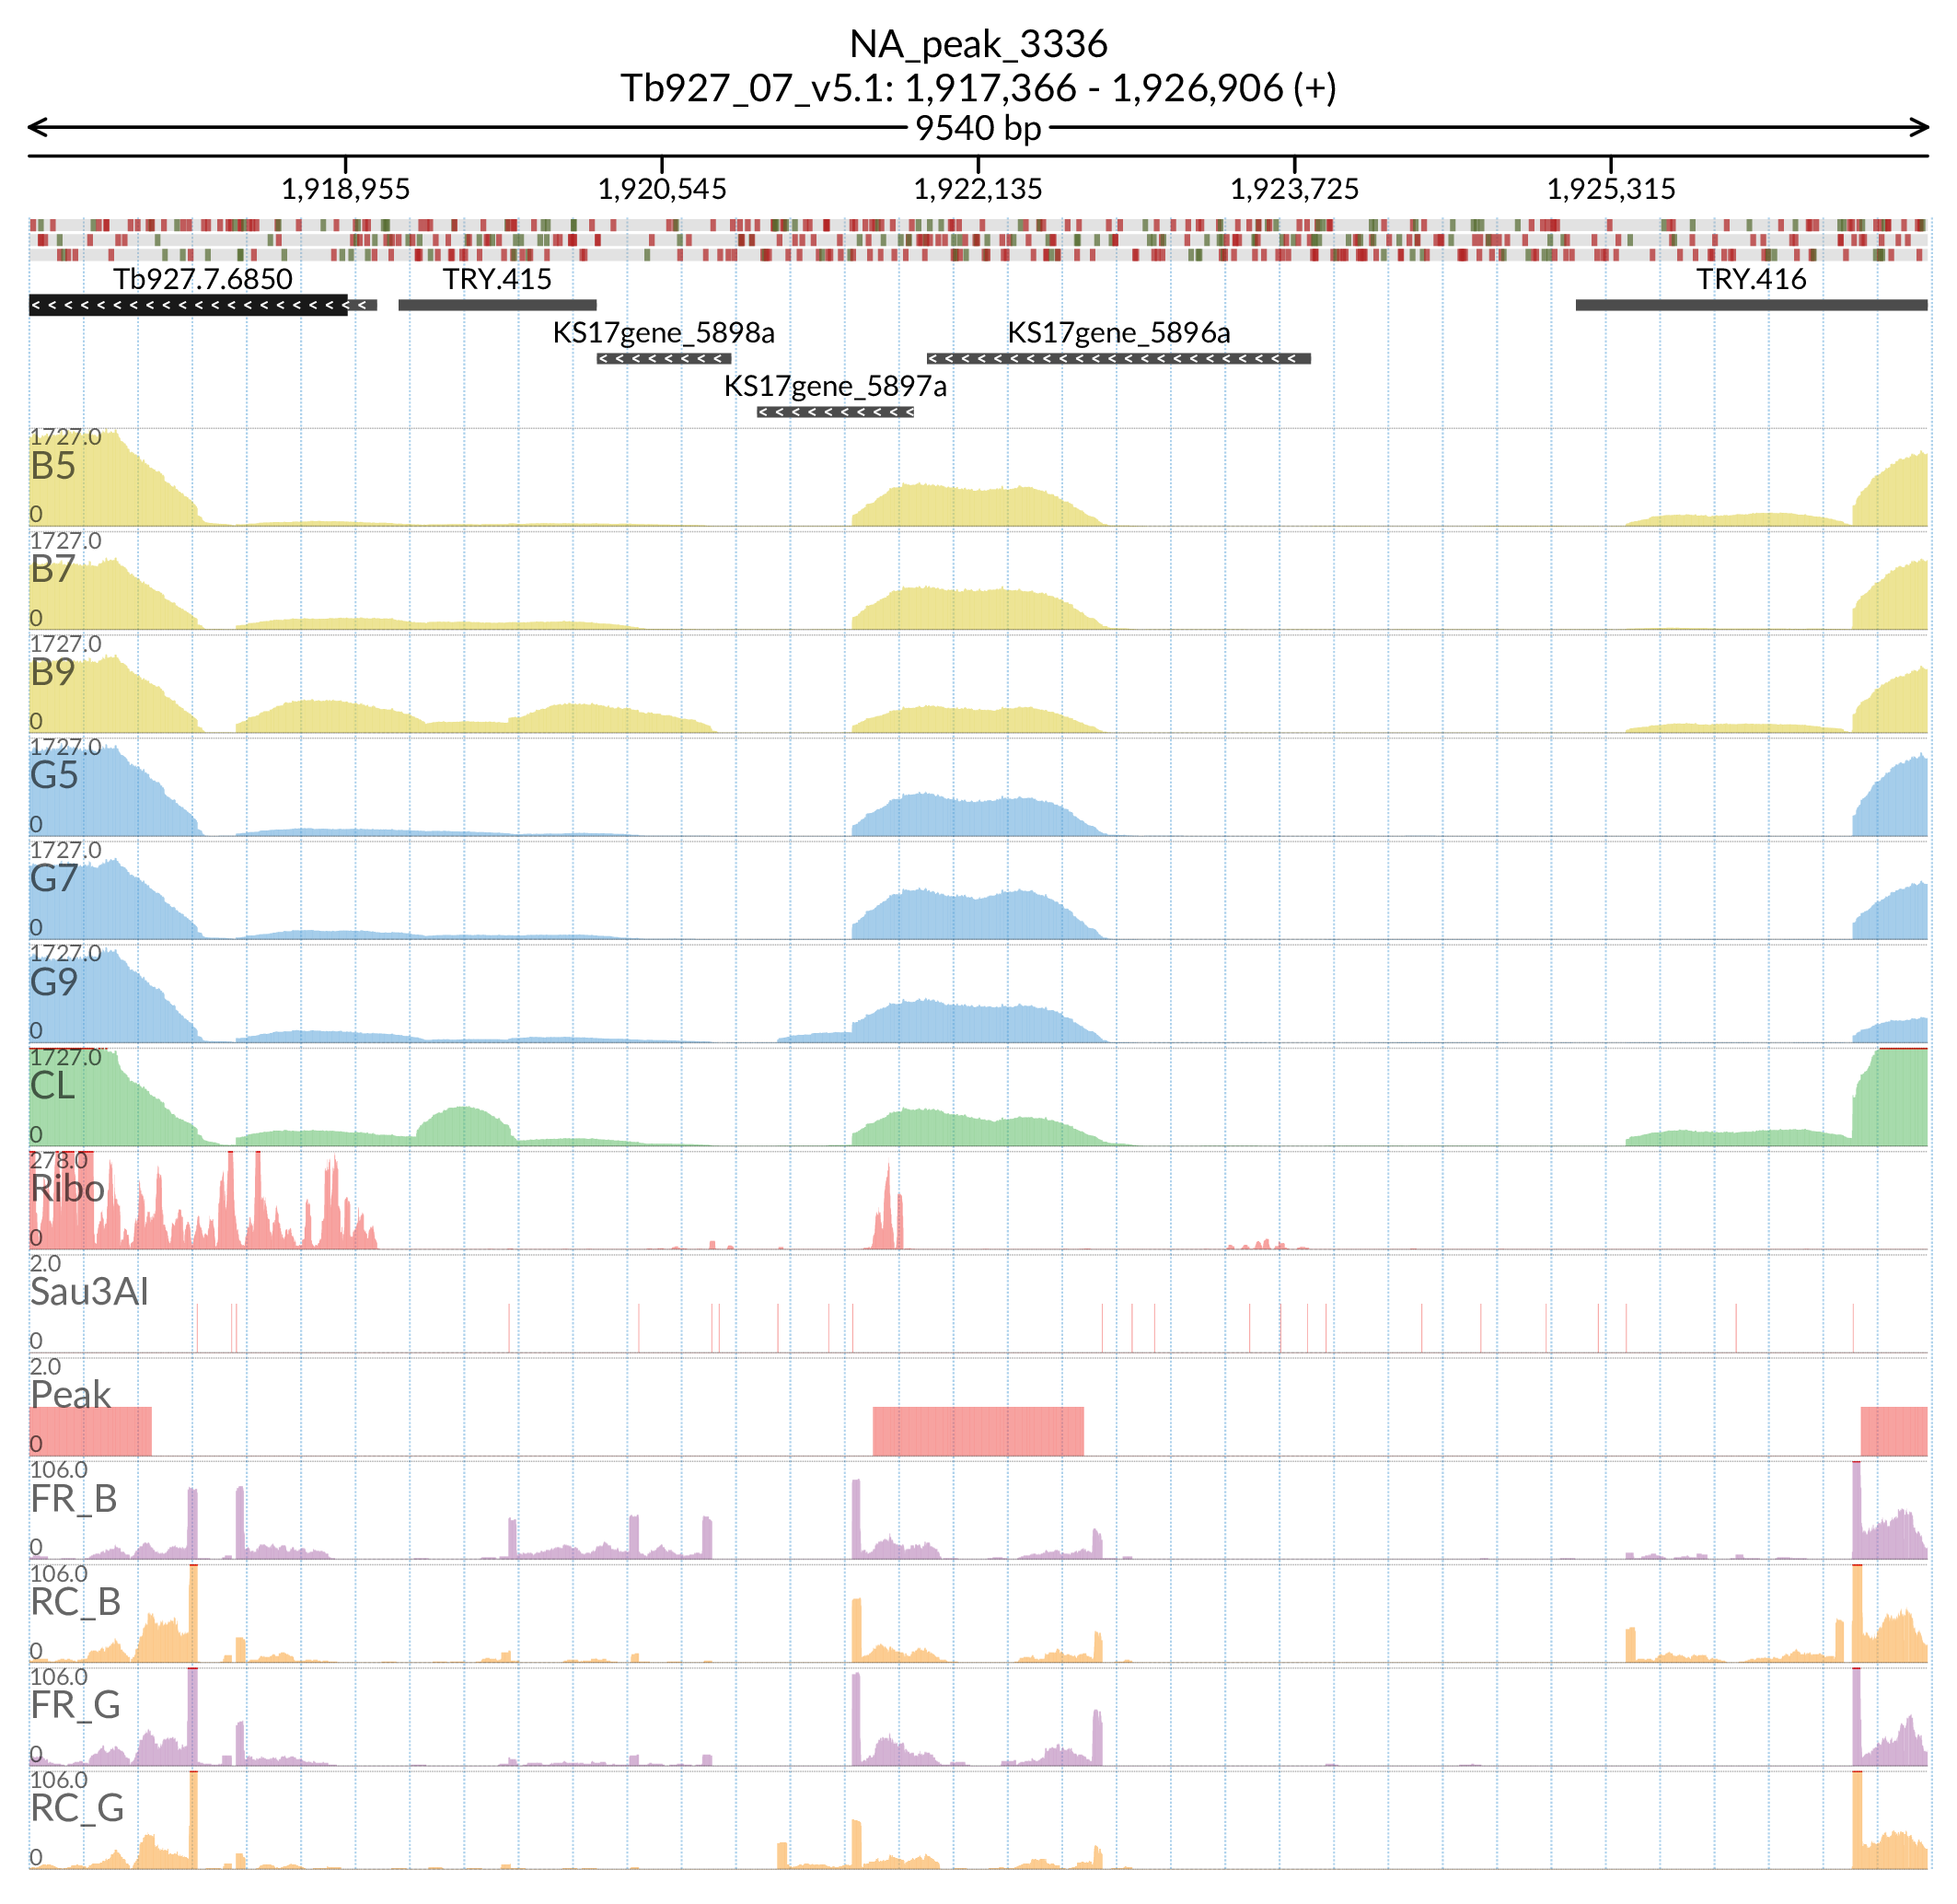 NA_peak_3336
Tb927_07_v5.1: 1,917,366 - 1,926,906 (+)
9540 bp
1,918,955 1,920,545 1,922,135 1,923,725 1,925,315
Tb927.7.6850 TRY.415 TRY.416
KS17gene_5898a KS17gene_5896a
KS17gene_5897a
1727.0
B5
0
1727.0
B7
0
1727.0
B9
0
1727.0
G5
0
1727.0
G7
0
1727.0
G9
0
1727.0
CL
0
278.0
Ribo
0
2.0
Sau3AI
0
2.0
Peak
0
106.0
FR_B
0
106.0
RC_B
0
106.0
FR_G
0
106.0
RC_G
0